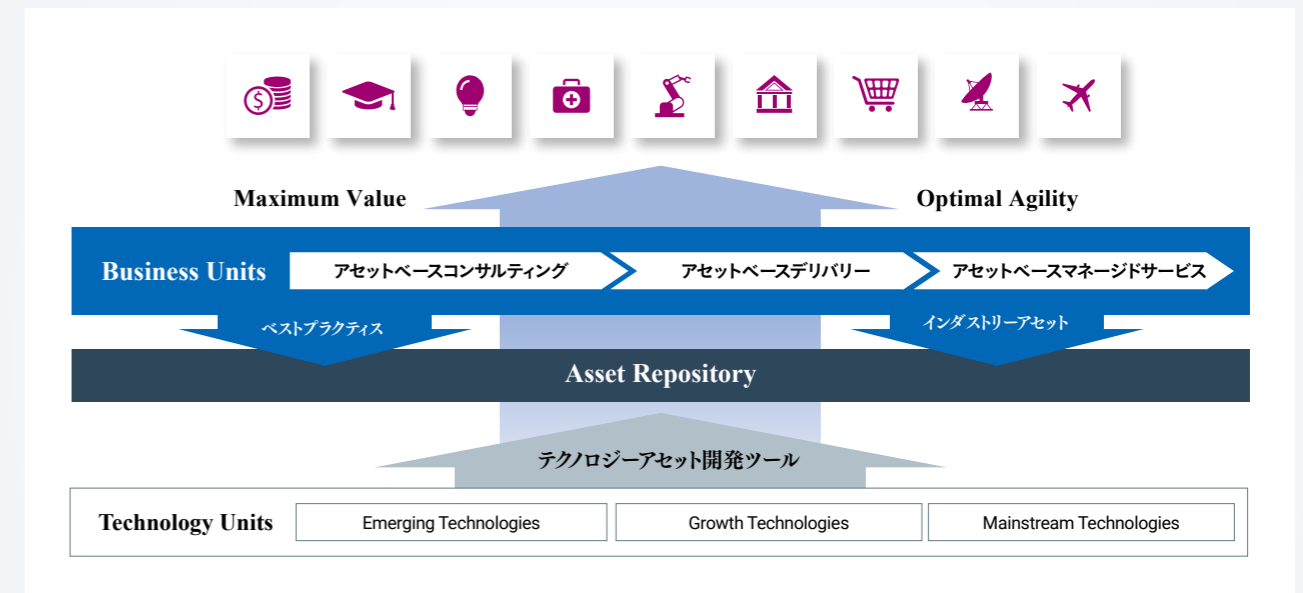 Maximum Value
Optimal Agility
Business Units
アセットベースコンサルティング
アセットベースデリバリー
アセットベースマネージドサービス
ベストプラクティス
インダストリーアセット
Asset Repository
テクノロジーアセット開発ツール
Technology Units
Emerging Technologies
Growth Technologies
Mainstream Technologies